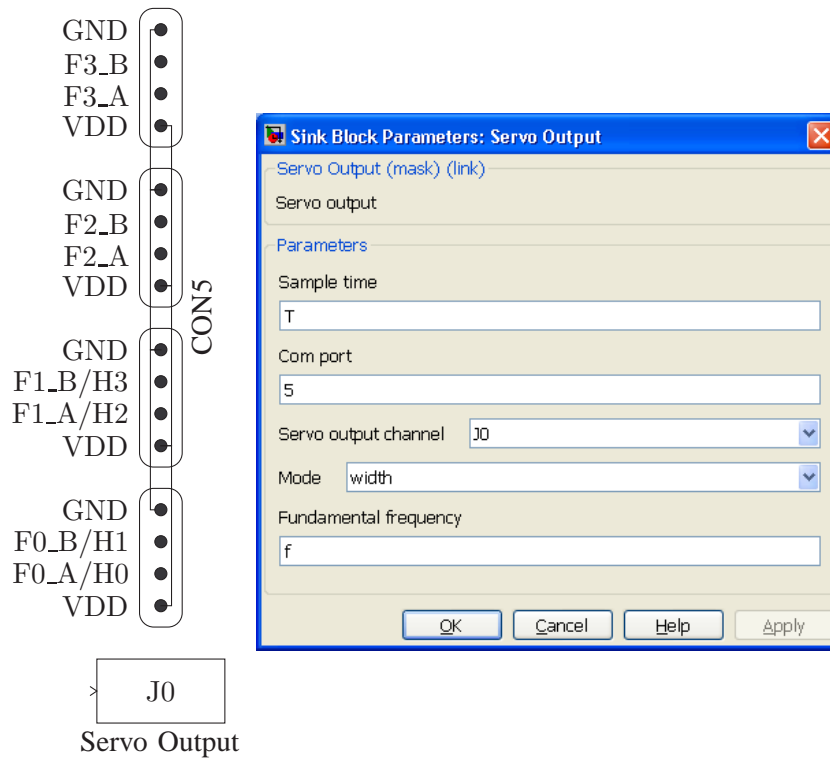 GND
F3_B
F3_A
VDD
GND
F2_B
F2_A
VDD
CON5
GND
F1_B/H3
F1_A/H2
VDD
GND
F0_B/H1
F0_A/H0
VDD
J0
Servo Output
Sink Block Parameters: Servo Output
Servo Output (mask) (link)
Servo output
Parameters
Sample time
T
Com port
5
Servo output channel J0
Mode width
Fundamental frequency
f
OK Cancel Help Apply